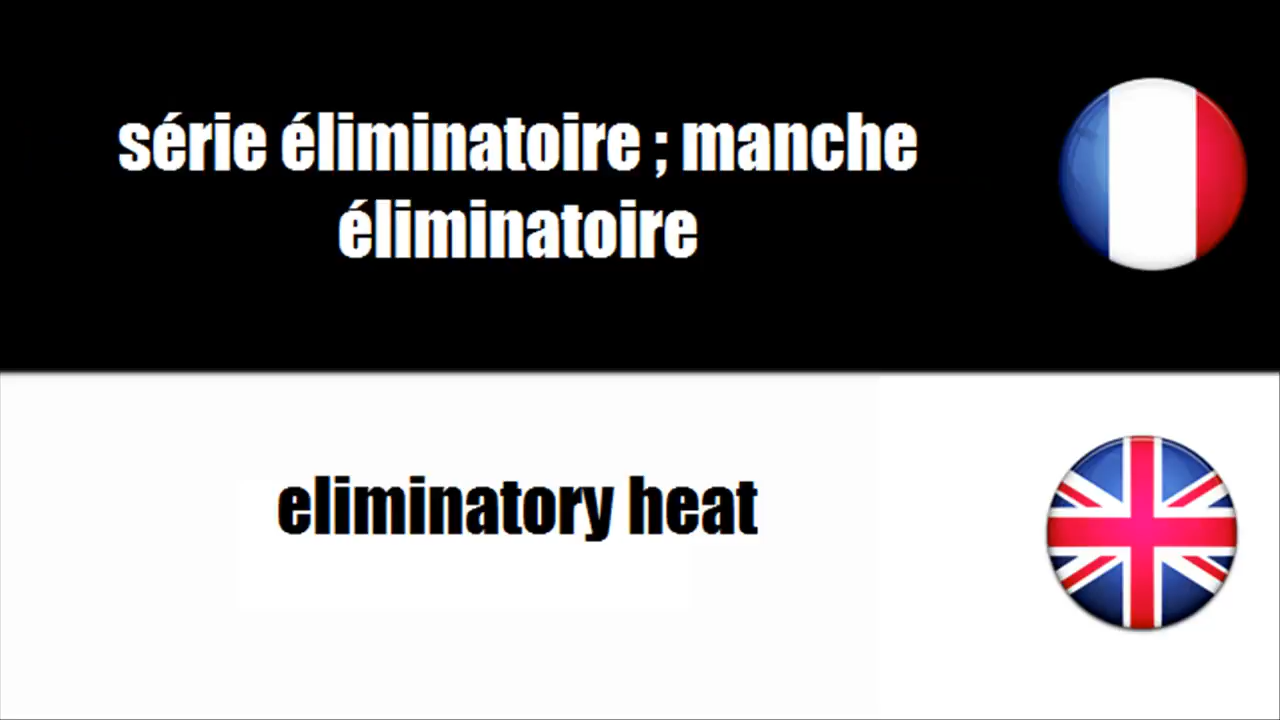 série éliminatoire ; manche
éliminatoire
eliminatory heat